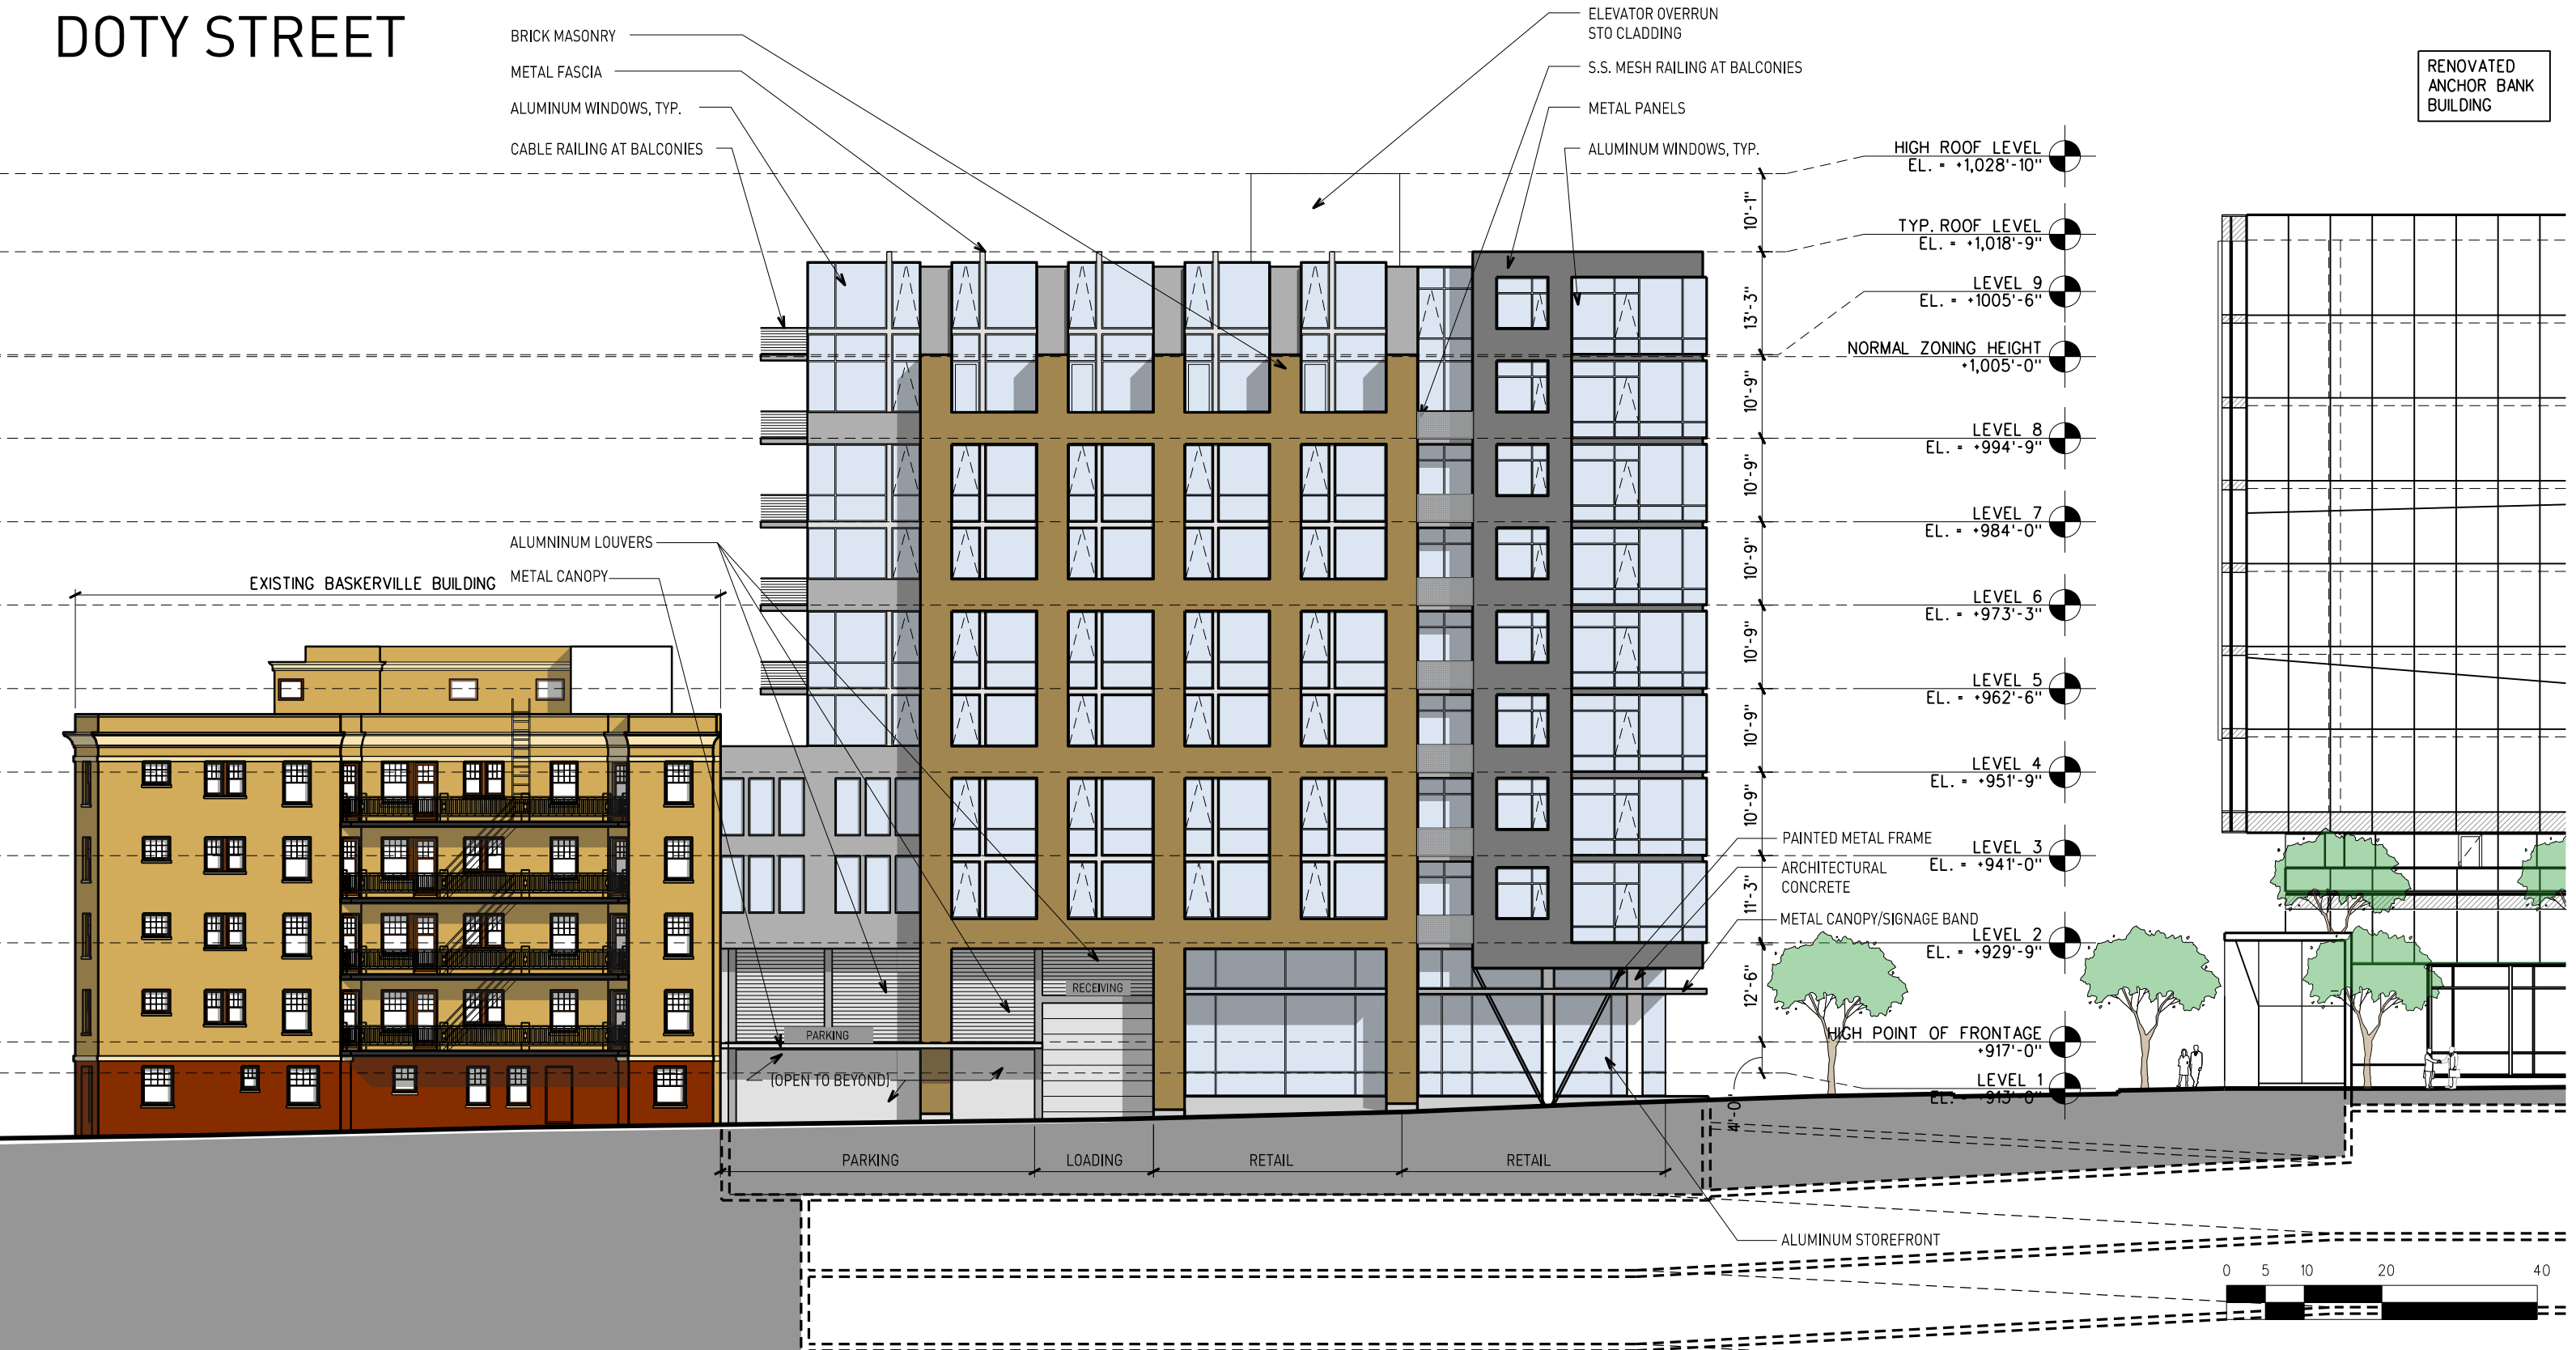 DOTY STREET
BRICK MASONRY
METAL FASCIA
ALUMINUM WINDOWS, TYP.
CABLE RAILING AT BALCONIES
ELEVATOR OVERRUN
STO CLADDING
S.S. MESH RAILING AT BALCONIES
METAL PANELS
ALUMINUM WINDOWS, TYP.
RENOVATED
ANCHOR BANK
BUILDING
HIGH ROOF LEVEL
EL. = +1,028'-10"
TYP. ROOF LEVEL
EL. = +1,018'-9"
LEVEL 9
EL. = +1005'-6"
NORMAL ZONING HEIGHT
+1,005'-0"
LEVEL 8
EL. = +994'-9"
LEVEL 7
EL. = +984'-0"
LEVEL 6
EL. = +973'-3"
LEVEL 5
EL. = +962'-6"
LEVEL 4
EL. = +951'-9"
LEVEL 3
EL. = +941'-0"
LEVEL 2
EL. = +929'-9"
HIGH POINT OF FRONTAGE
+917'-0"
LEVEL 1
EL. = +913'-0"
10'-1"
13'-3"
10'-9"
10'-9"
10'-9"
10'-9"
10'-9"
10'-9"
11'-3"
12'-6"
4'-0"
ALUMNINUM LOUVERS
METAL CANOPY
EXISTING BASKERVILLE BUILDING
PAINTED METAL FRAME
ARCHITECTURAL
CONCRETE
METAL CANOPY/SIGNAGE BAND
RECEIVING
PARKING
(OPEN TO BEYOND)
PARKING
LOADING
RETAIL
RETAIL
ALUMINUM STOREFRONT
0 5 10 20 40